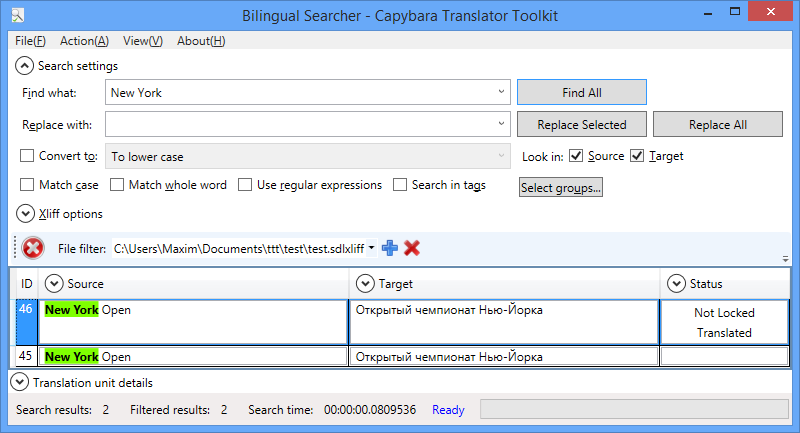 Bilingual Searcher - Capybara Translator Toolkit
File(F) Action(A) View(V) About(H)
Search settings
Find what: New York Find All
Replace with: Replace Selected Replace All
Convert to: To lower case Look in: Source Target
Match case Match whole word Use regular expressions Search in tags Select groups...
Xliff options
File filter: C:\Users\Maxim\Documents\ttt\test\test.sdlxliff
ID Source Target Status
46 New York Open Открытый чемпионат Нью-Йорка Not Locked
Translated
45 New York Open Открытый чемпионат Нью-Йорка
Translation unit details
Search results: 2 Filtered results: 2 Search time: 00:00:00.0809536 Ready